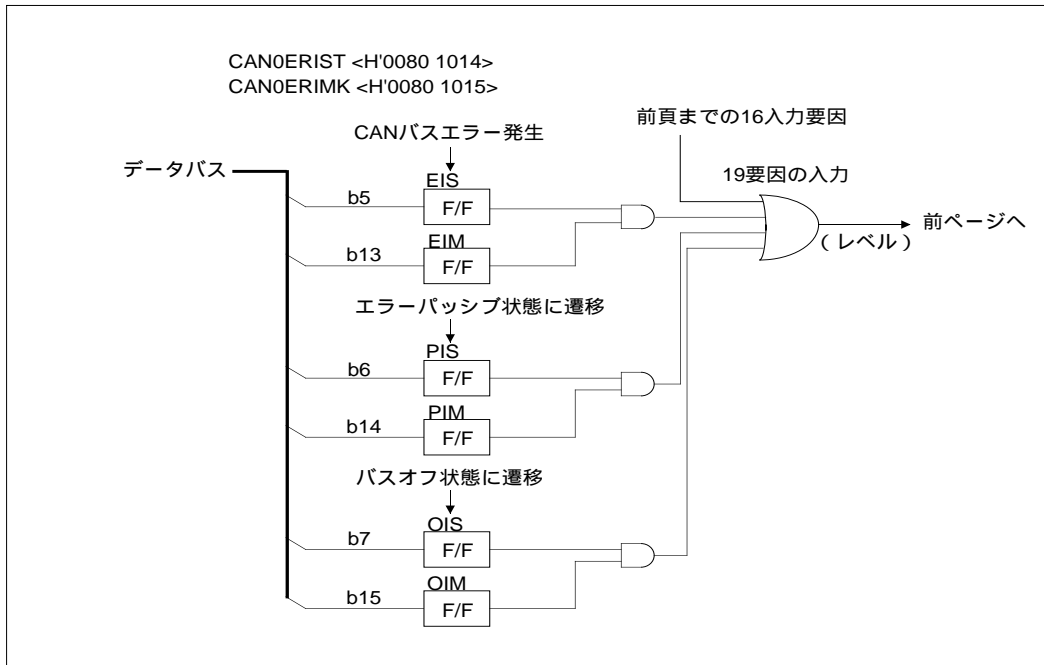 CAN0ERIST <H'0080 1014>
CAN0ERIMK <H'0080 1015>
前頁までの16入力要因
CANバスエラー発生
データバス
19要因の入力
EIS
b5
F/F
前ページへ
(レベル)
EIM
b13
F/F
エラーパッシブ状態に遷移
PIS
b6
F/F
PIM
b14
F/F
バスオフ状態に遷移
OIS
b7
F/F
OIM
b15
F/F